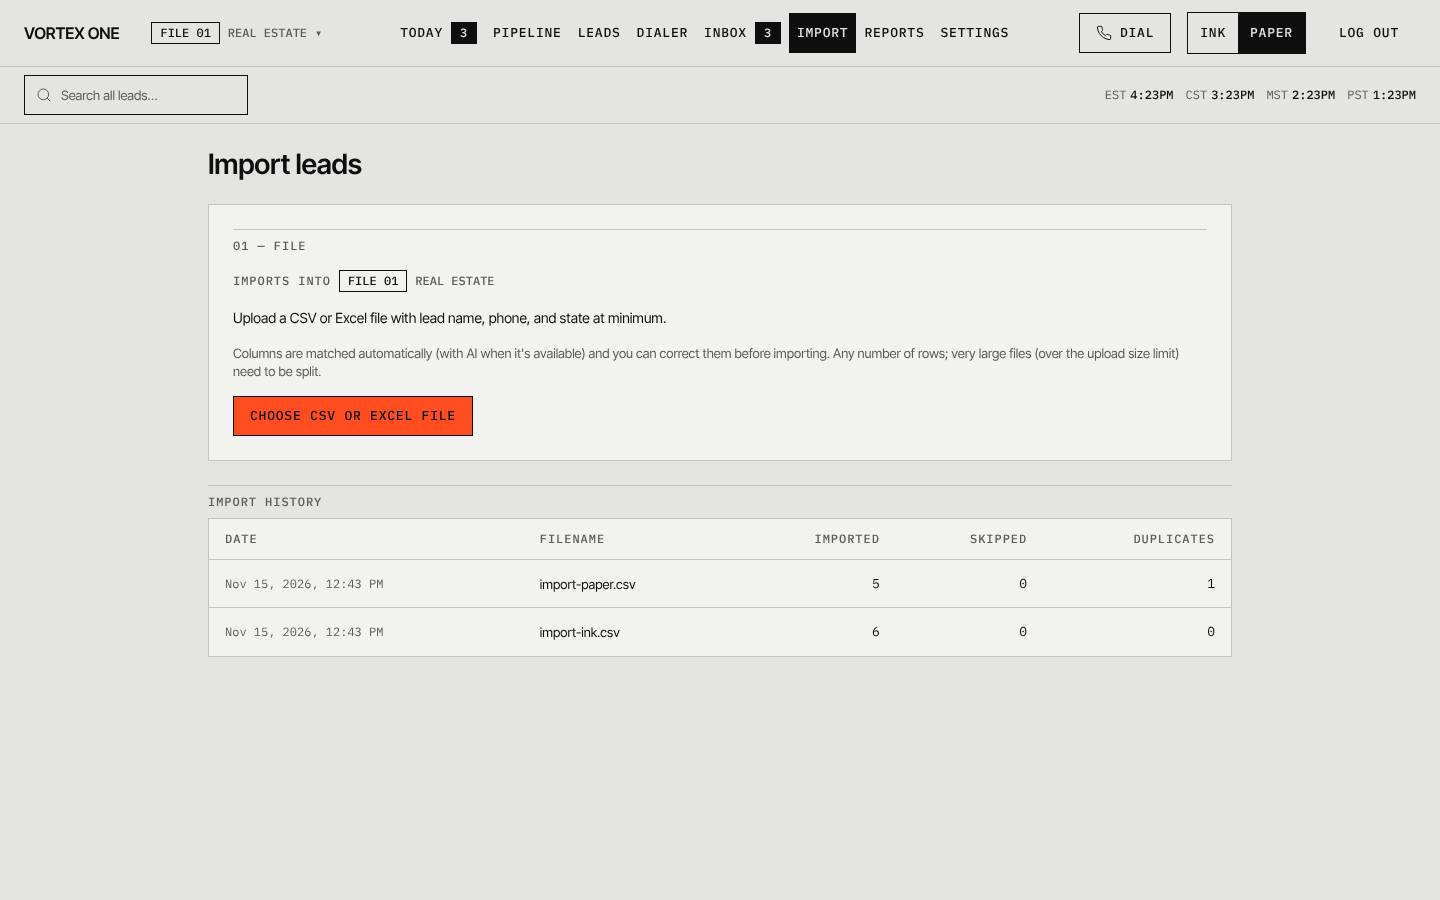 VORTEX ONE FILE 01 REAL ESTATE ▾ TODAY 3 PIPELINE LEADS DIALER INBOX 3 IMPORT REPORTS SETTINGS DIAL INK PAPER LOG OUT
Search all leads... EST 4:23PM CST 3:23PM MST 2:23PM PST 1:23PM
Import leads
01 — FILE
IMPORTS INTO FILE 01 REAL ESTATE
Upload a CSV or Excel file with lead name, phone, and state at minimum.
Columns are matched automatically (with AI when it's available) and you can correct them before importing. Any number of rows; very large files (over the upload size limit)
need to be split.
CHOOSE CSV OR EXCEL FILE
IMPORT HISTORY
DATE FILENAME IMPORTED SKIPPED DUPLICATES
Nov 15, 2026, 12:43 PM import-paper.csv 5 0 1
Nov 15, 2026, 12:43 PM import-ink.csv 6 0 0